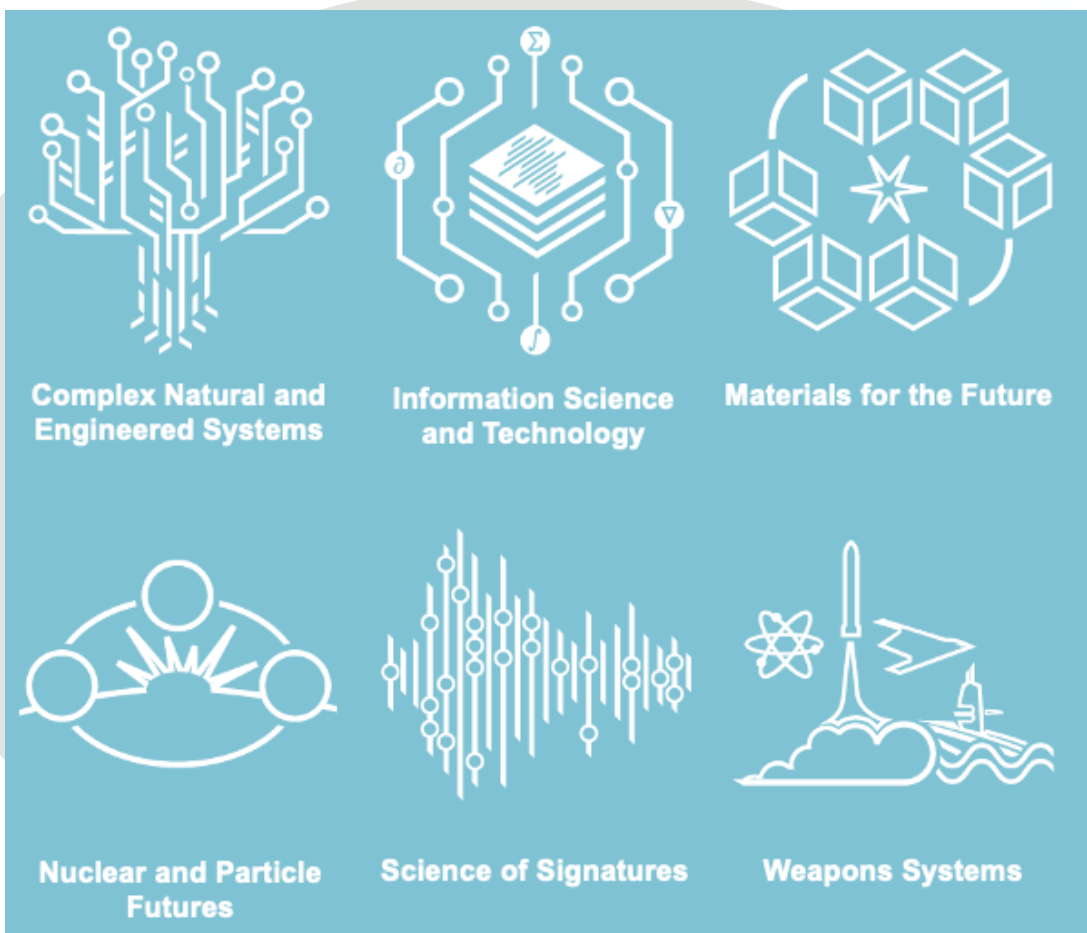 Σ
∂
∇
∫
Complex Natural and
Engineered Systems
Information Science
and Technology
Materials for the Future
Nuclear and Particle
Futures
Science of Signatures
Weapons Systems